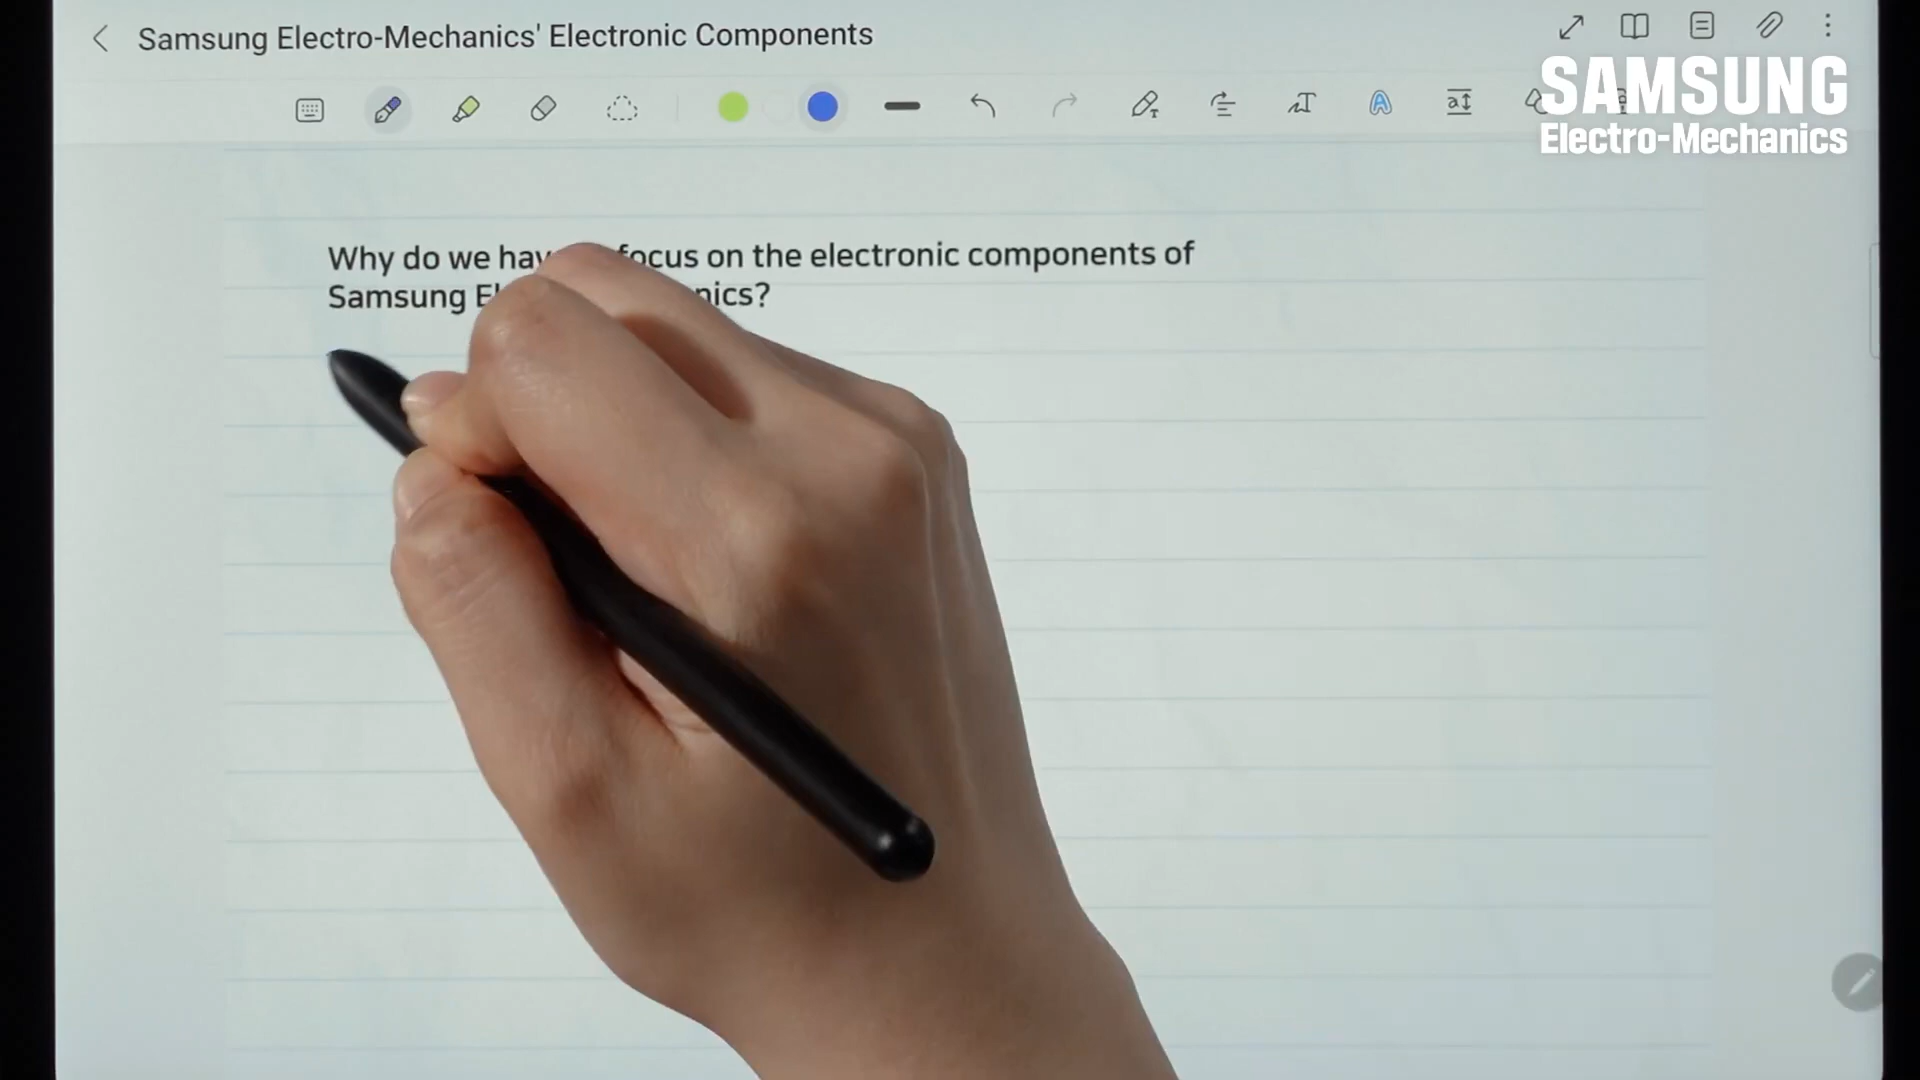 Samsung Electro-Mechanics' Electronic Components
SAMSUNG
Electro-Mechanics
Why do we hav focus on the electronic components of
Samsung El nics?